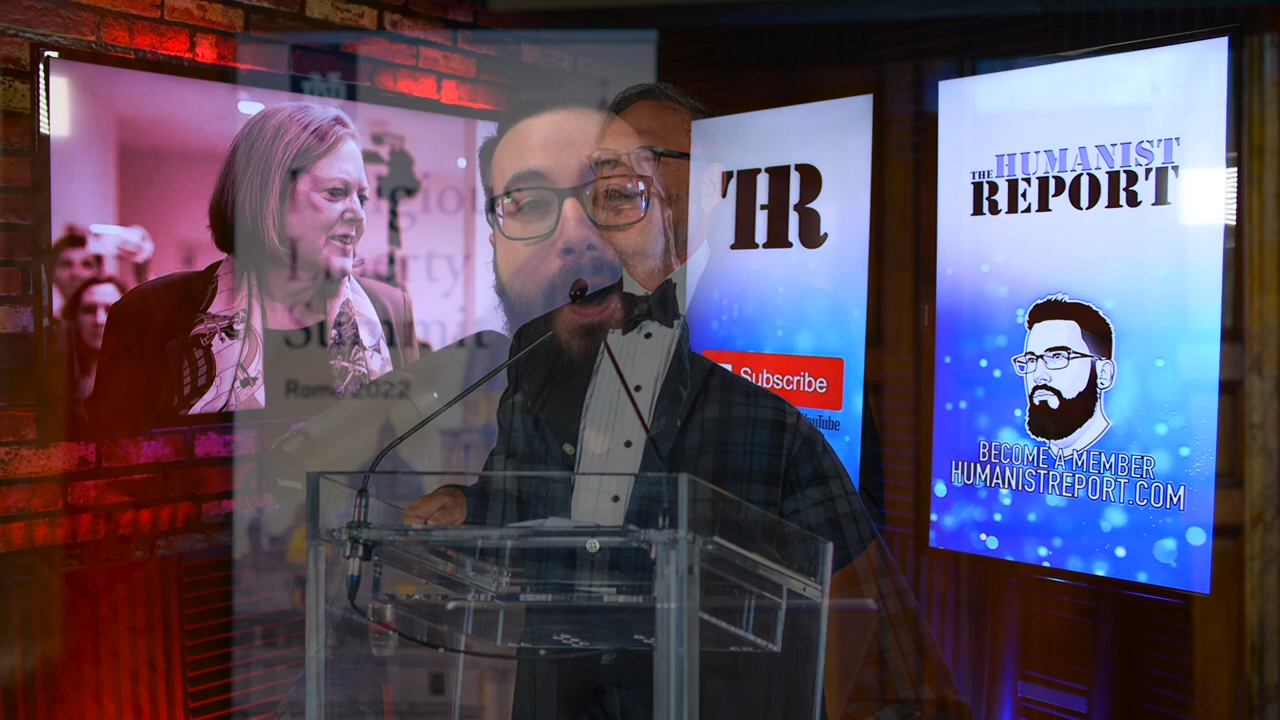 Religious
Liberty
Summit
Rome 2022
THR
Subscribe
YouTube
THE HUMANIST
REPORT
BECOME A MEMBER
HUMANISTREPORT.COM